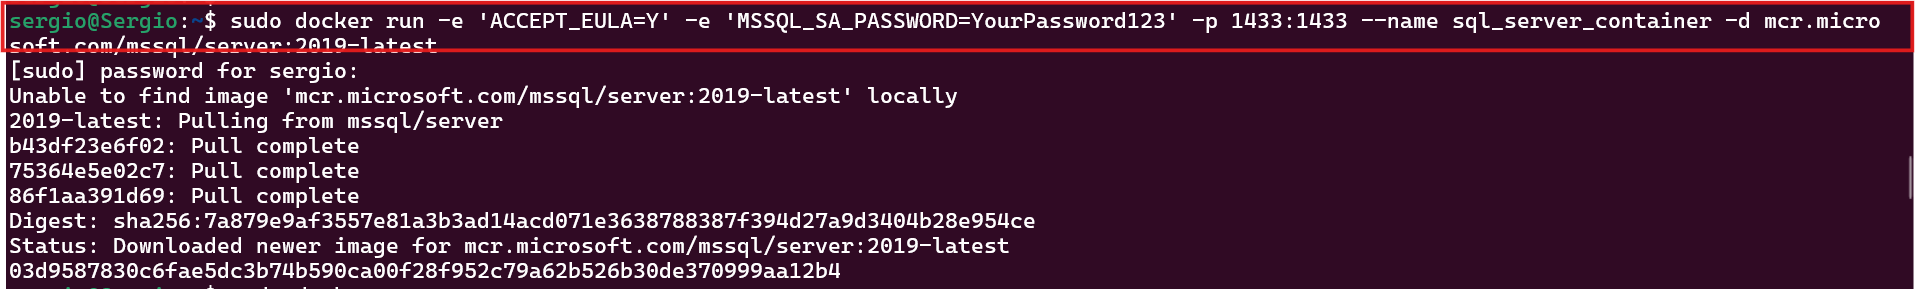 sergio@Sergio:~$ sudo docker run -e 'ACCEPT_EULA=Y' -e 'MSSQL_SA_PASSWORD=YourPassword123' -p 1433:1433 --name sql_server_container -d mcr.micro
soft.com/mssql/server:2019-latest
[sudo] password for sergio:
Unable to find image 'mcr.microsoft.com/mssql/server:2019-latest' locally
2019-latest: Pulling from mssql/server
b43df23e6f02: Pull complete
75364e5e02c7: Pull complete
86f1aa391d69: Pull complete
Digest: sha256:7a879e9af3557e81a3b3ad14acd071e3638788387f394d27a9d3404b28e954ce
Status: Downloaded newer image for mcr.microsoft.com/mssql/server:2019-latest
03d9587830c6fae5dc3b74b590ca00f28f952c79a62b526b30de370999aa12b4